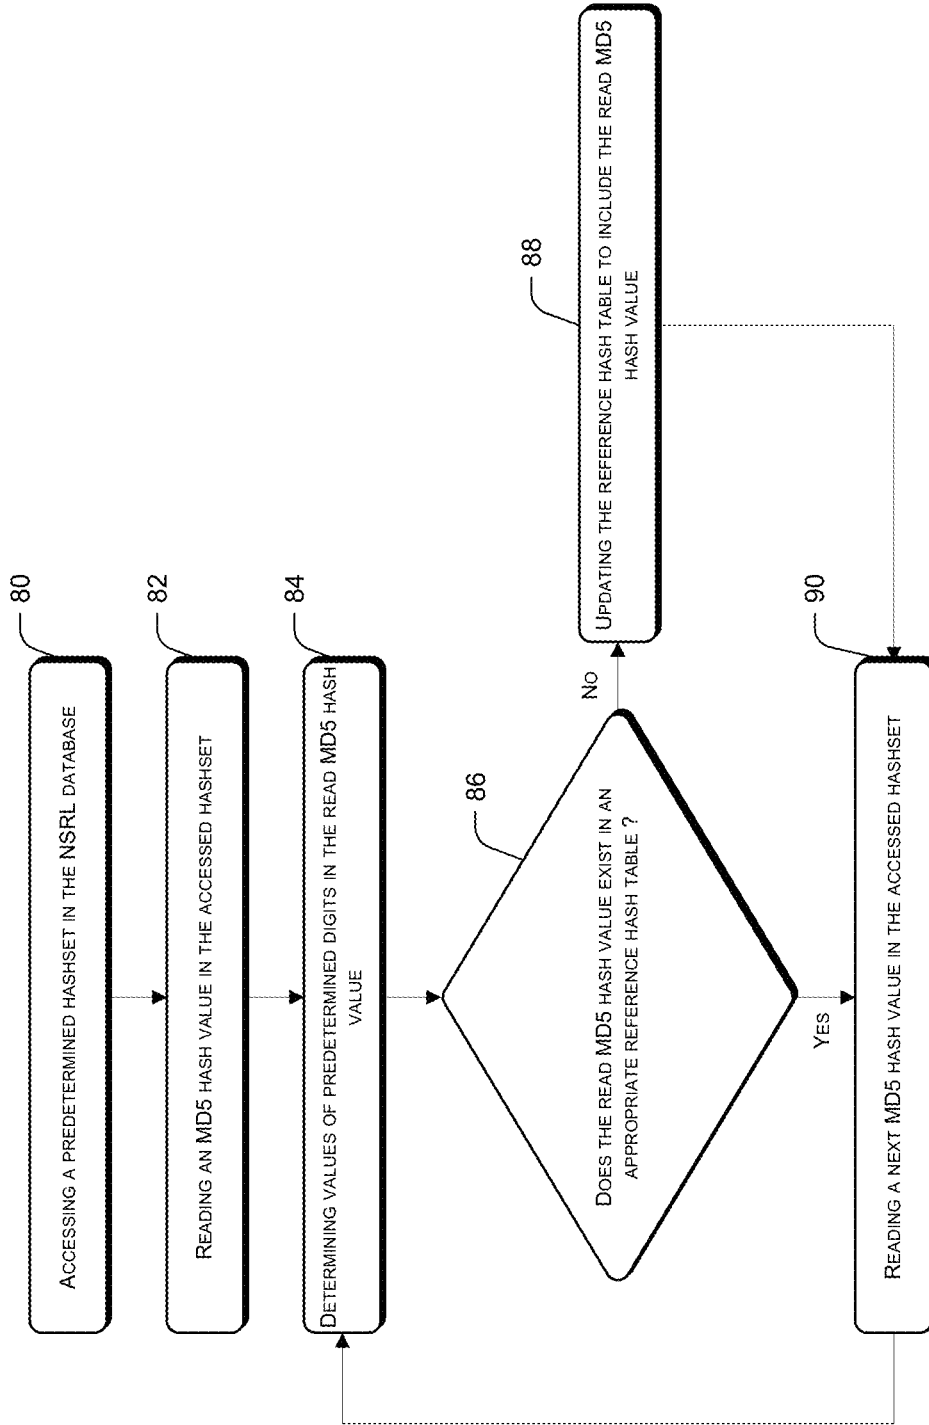 80
ACCESSING A PREDETERMINED HASHSET IN THE NSRL DATABASE
82
READING AN MD5 HASH VALUE IN THE ACCESSED HASHSET
84
DETERMINING VALUES OF PREDETERMINED DIGITS IN THE READ MD5 HASH
VALUE
86
DOES THE READ MD5 HASH VALUE EXIST IN AN
APPROPRIATE REFERENCE HASH TABLE ?
NO
88
UPDATING THE REFERENCE HASH TABLE TO INCLUDE THE READ MD5
HASH VALUE
YES
90
READING A NEXT MD5 HASH VALUE IN THE ACCESSED HASHSET